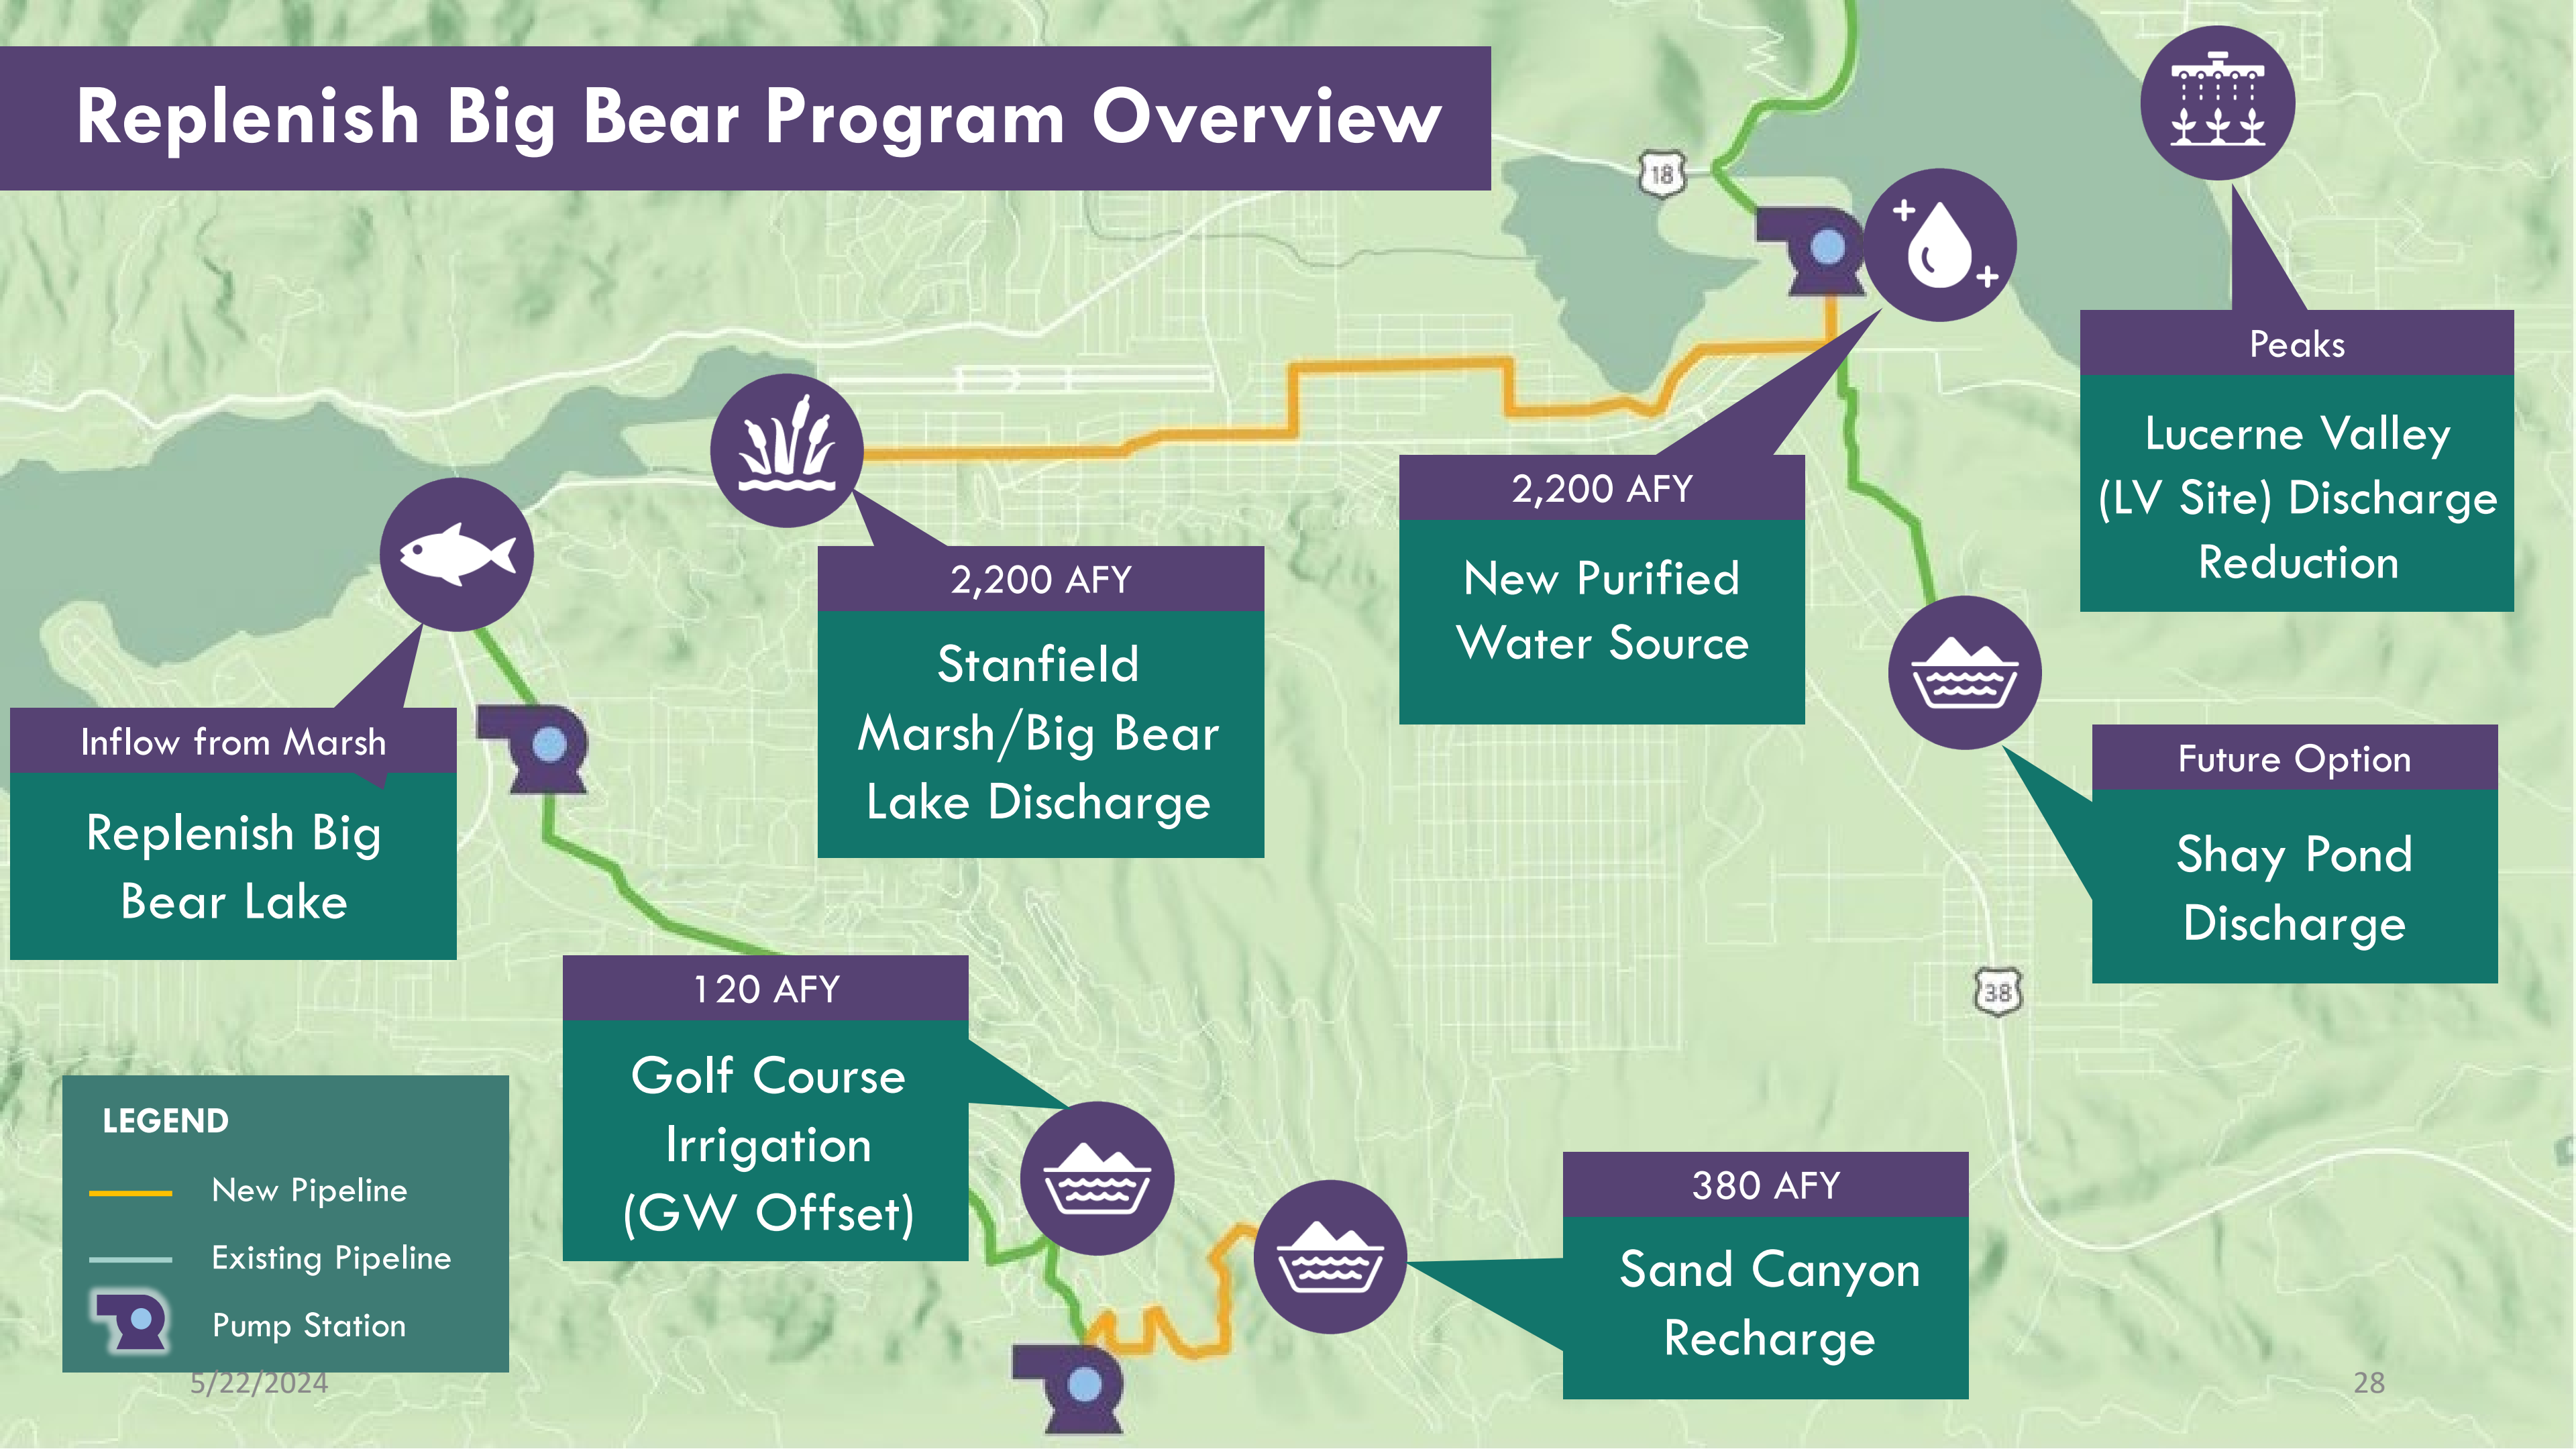 Replenish Big Bear Program Overview
18
Peaks
Lucerne Valley
(LV Site) Discharge
Reduction
2,200 AFY
New Purified
Water Source
2,200 AFY
Stanfield
Marsh/Big Bear
Lake Discharge
Inflow from Marsh
Replenish Big
Bear Lake
Future Option
Shay Pond
Discharge
38
120 AFY
Golf Course
Irrigation
(GW Offset)
380 AFY
Sand Canyon
Recharge
LEGEND
New Pipeline
Existing Pipeline
Pump Station
5/22/2024
28